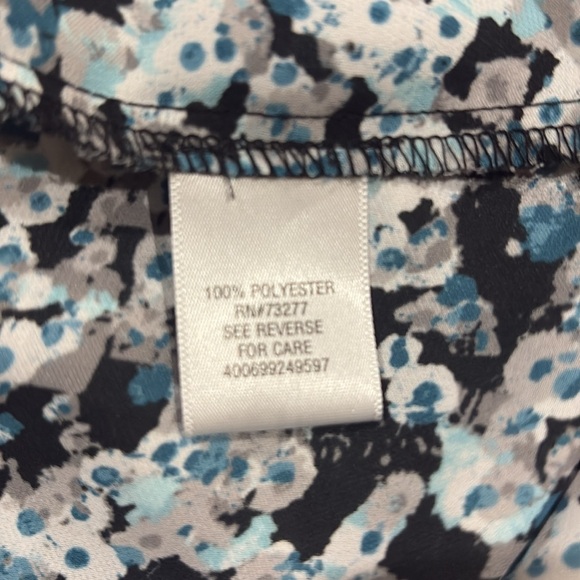 100% POLYESTER
RN#73277
SEE REVERSE
FOR CARE
400699249597